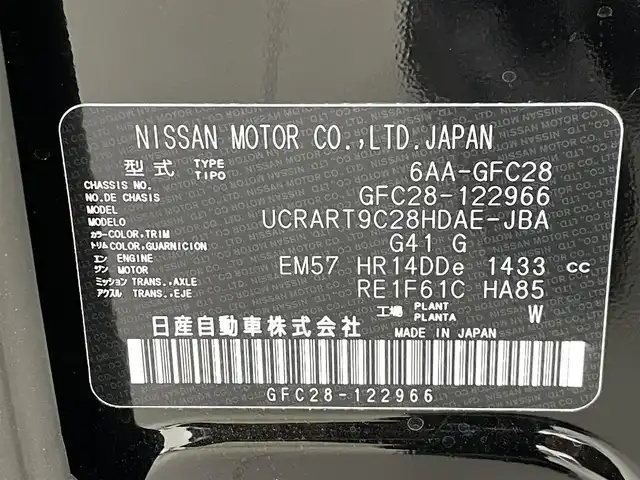 NISSAN MOTOR CO.,LTD.JAPAN
型式 TYPE TIPO 6AA-GFC28
CHASSIS NO.
NO.DE CHASIS GFC28-122966
MODEL
MODELO UCRART9C28HDAE-JBA
カラー COLOR,TRIM
トリム COLOR,GUARNICION G41 G
エン ENGINE
ジン MOTOR EM57 HR14DDe 1433 cc
ミッション TRANS.,AXLE
アクスル TRANS.,EJE RE1F61C HA85
工場 PLANT PLANTA W
日産自動車株式会社 MADE IN JAPAN
GFC28-122966